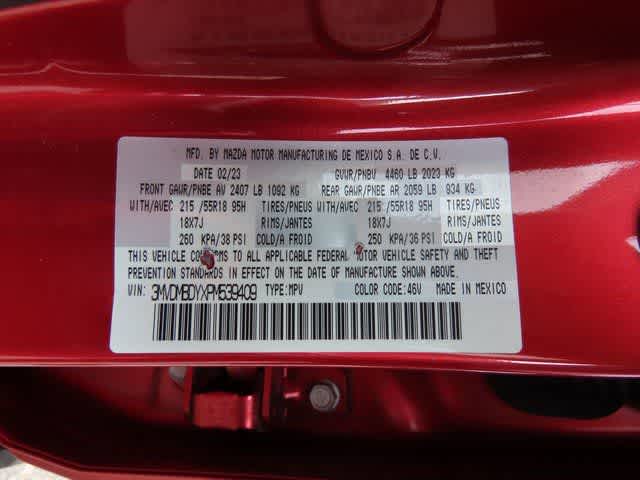 MFD. BY MAZDA MOTOR MANUFACTURING DE MEXICO S.A. DE C.V.
DATE 02/23 GVWR/PNBV 4460 LB 2023 KG
FRONT GAWR/PNBE AV 2407 LB 1092 KG REAR GAWR/PNBE AR 2059 LB 934 KG
WITH/AVEC 215 /55R18 95H TIRES/PNEUS WITH/AVEC 215 /55R18 95H TIRES/PNEUS
18X7J RIMS/JANTES 18X7J RIMS/JANTES
260 KPA/38 PSI COLD/A FROID 250 KPA/36 PSI COLD/A FROID
THIS VEHICLE CONFORMS TO ALL APPLICABLE FEDERAL MOTOR VEHICLE SAFETY AND THEFT
PREVENTION STANDARDS IN EFFECT ON THE DATE OF MANUFACTURE SHOWN ABOVE.
VIN: 3MVDMBDYXPM539409 TYPE:MPV COLOR CODE:46V MADE IN MEXICO